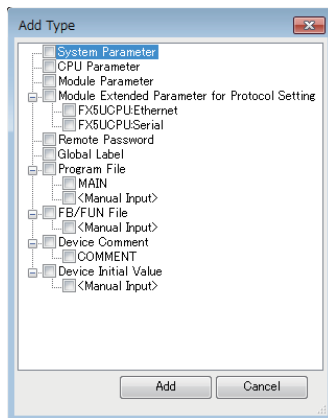 Add Type
System Parameter
CPU Parameter
Module Parameter
Module Extended Parameter for Protocol Setting
FX5UCPU:Ethernet
FX5UCPU:Serial
Remote Password
Global Label
Program File
MAIN
<Manual Input>
FB/FUN File
<Manual Input>
Device Comment
COMMENT
Device Initial Value
<Manual Input>
Add Cancel